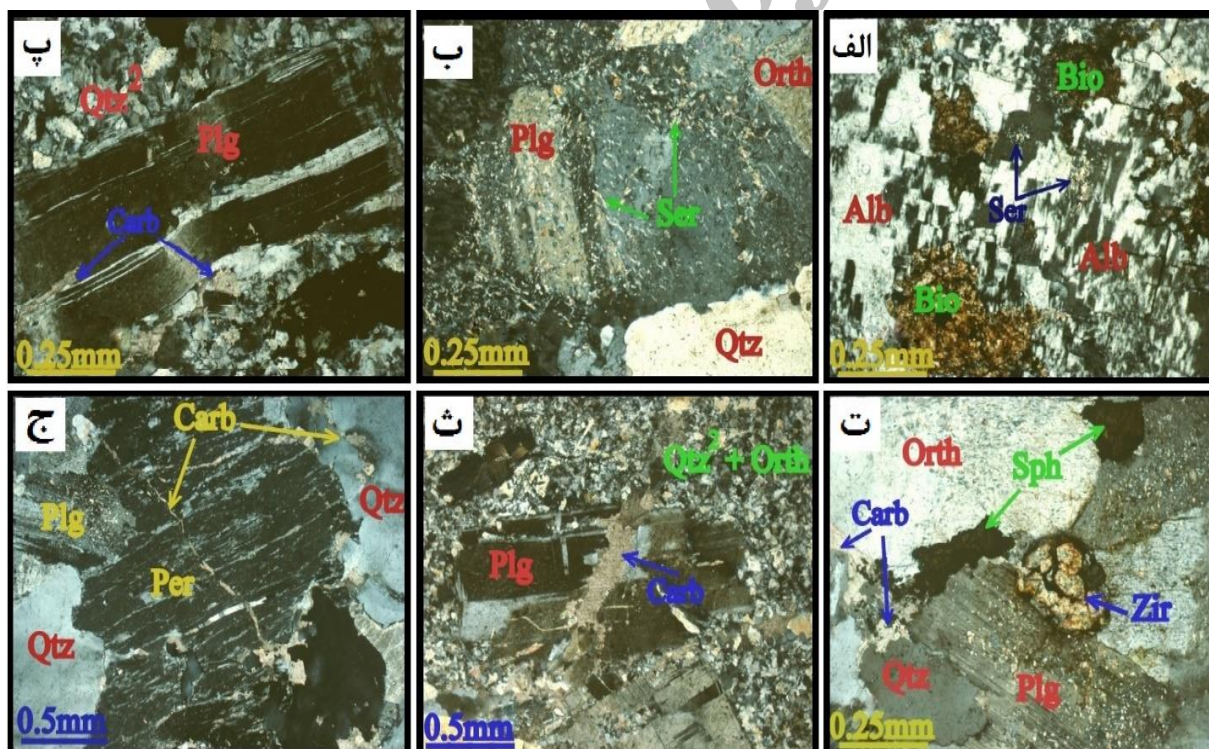 الف
Bio
Alb
Ser
Alb
Bio
0.25mm
ب
Orth
Plg
Ser
Qtz
0.25mm
پ
Qtz²
Plg
Carb
0.25mm
ت
Orth
Sph
Carb
Zir
Qtz
Plg
0.25mm
ث
Qtz² + Orth
Plg
Carb
0.5mm
ج
Carb
Qtz
Plg
Per
Qtz
0.5mm